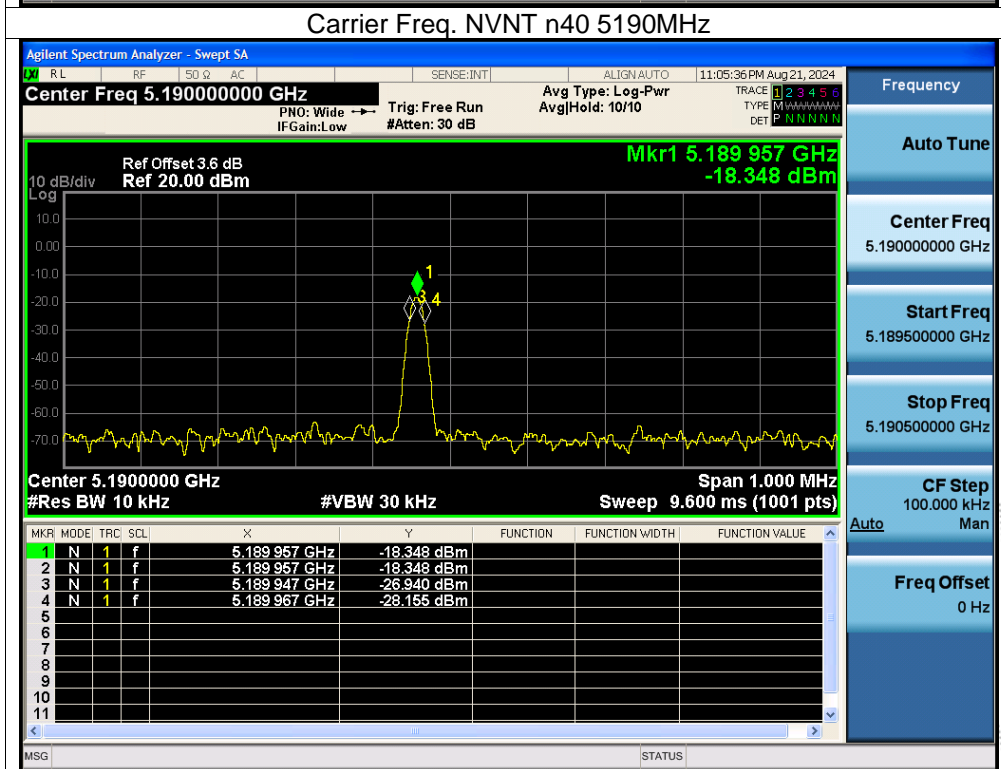 Carrier Freq. NVNT n40 5190MHz
Agilent Spectrum Analyzer - Swept SA
LXI RL RF 50 Ω AC SENSE:INT ALIGN AUTO 11:05:36 PM Aug 21, 2024
Center Freq 5.190000000 GHz
PNO: Wide
IFGain:Low
Trig: Free Run
#Atten: 30 dB
Avg Type: Log-Pwr
Avg|Hold: 10/10
TRACE 1 2 3 4 5 6
TYPE M WWWWW
DET P N N N N N
Frequency
Auto Tune
Center Freq
5.190000000 GHz
Start Freq
5.189500000 GHz
Stop Freq
5.190500000 GHz
CF Step
100.000 kHz
Auto Man
Freq Offset
0 Hz
Ref Offset 3.6 dB
10 dB/div Ref 20.00 dBm
Log
Mkr1 5.189 957 GHz
-18.348 dBm
10.0
0.00
-10.0
-20.0
-30.0
-40.0
-50.0
-60.0
-70.0
1
3 4
Center 5.1900000 GHz Span 1.000 MHz
#Res BW 10 kHz #VBW 30 kHz Sweep 9.600 ms (1001 pts)
MKR MODE TRC SCL X Y FUNCTION FUNCTION WIDTH FUNCTION VALUE
1 N 1 f 5.189 957 GHz -18.348 dBm
2 N 1 f 5.189 957 GHz -18.348 dBm
3 N 1 f 5.189 947 GHz -26.940 dBm
4 N 1 f 5.189 967 GHz -28.155 dBm
5
6
7
8
9
10
11
MSG STATUS